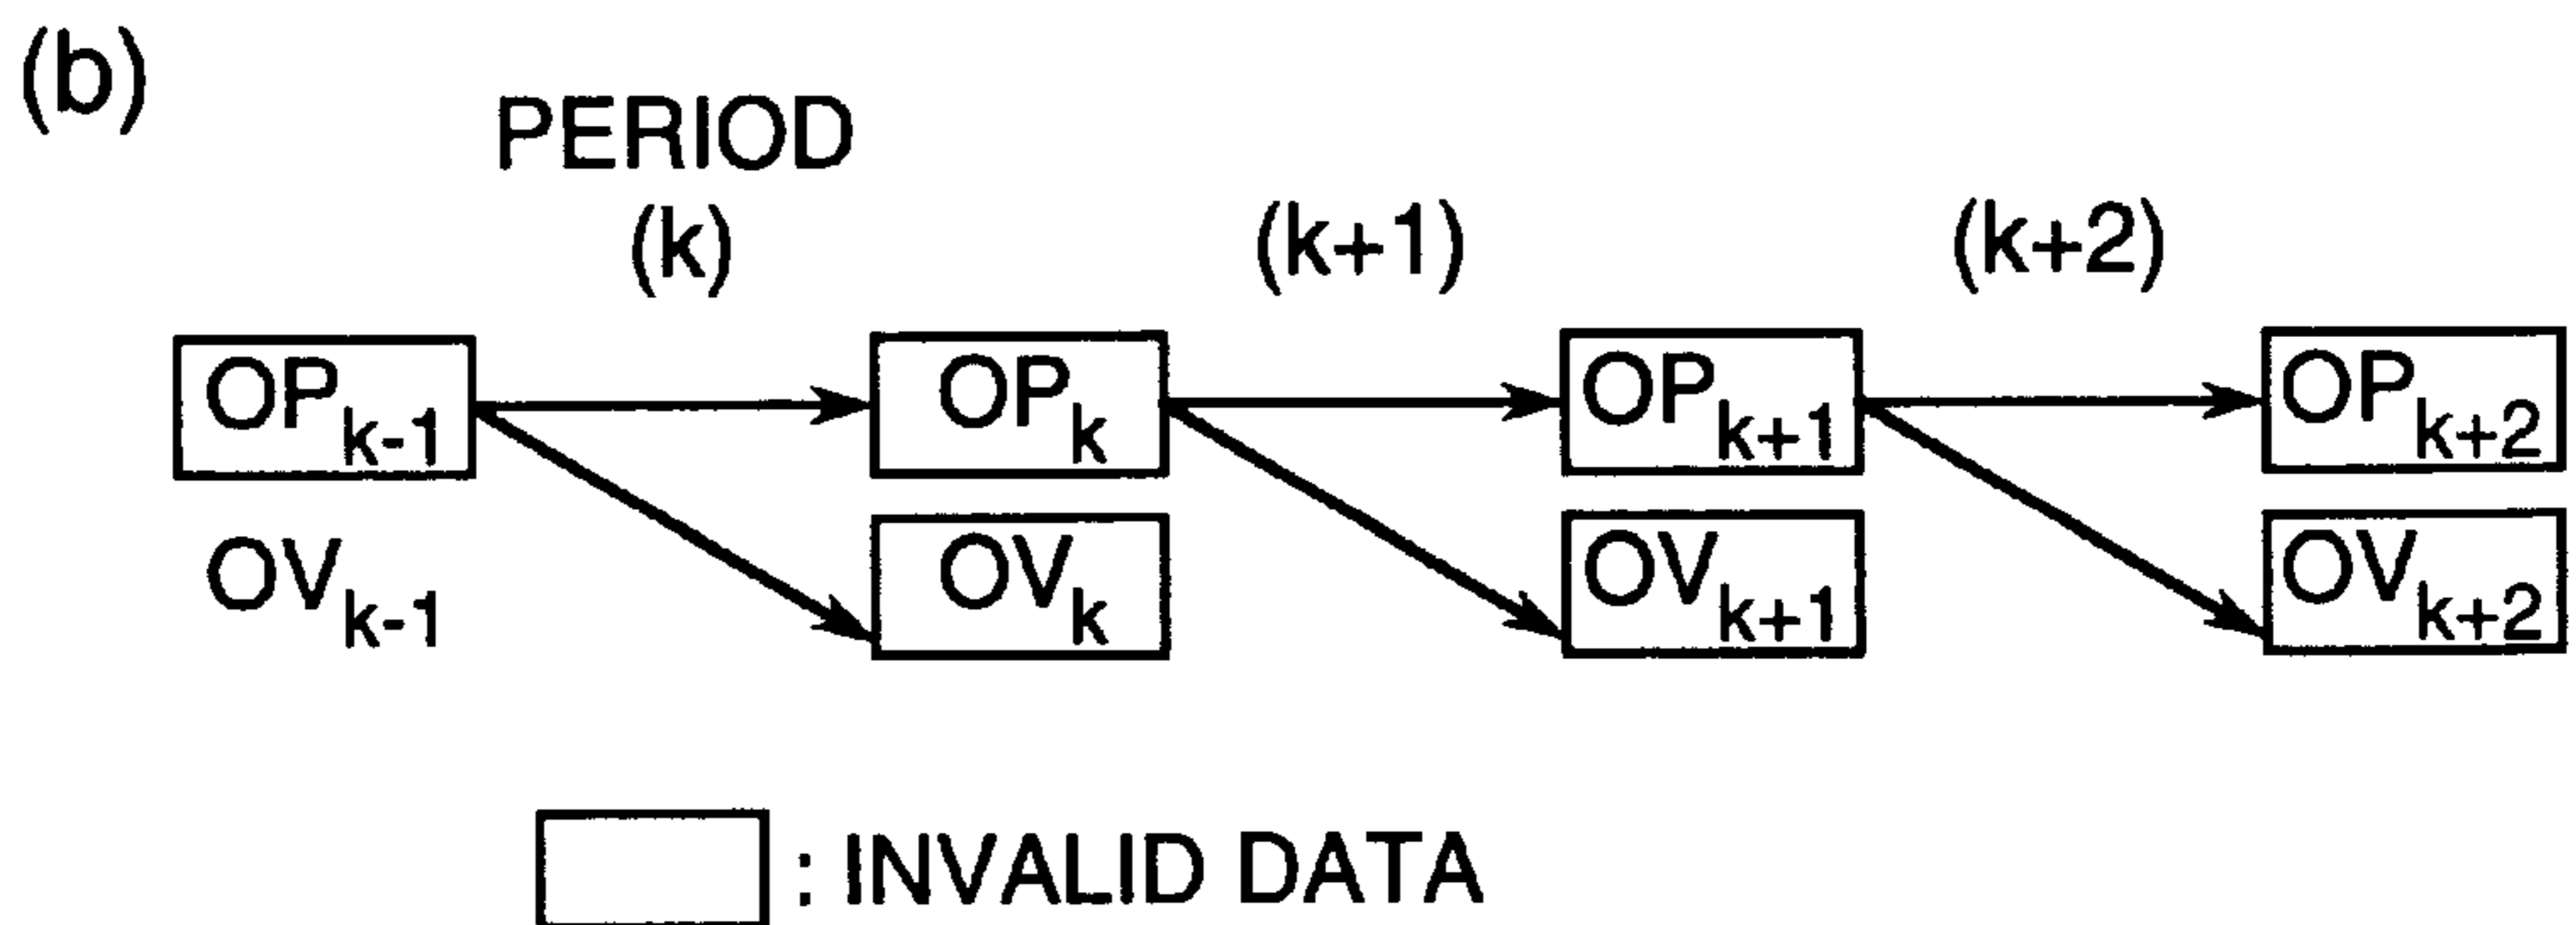 (b)
PERIOD
(k) (k+1) (k+2)
OPk-1 OPk OPk+1 OPk+2
OVk-1 OVk OVk+1 OVk+2
: INVALID DATA